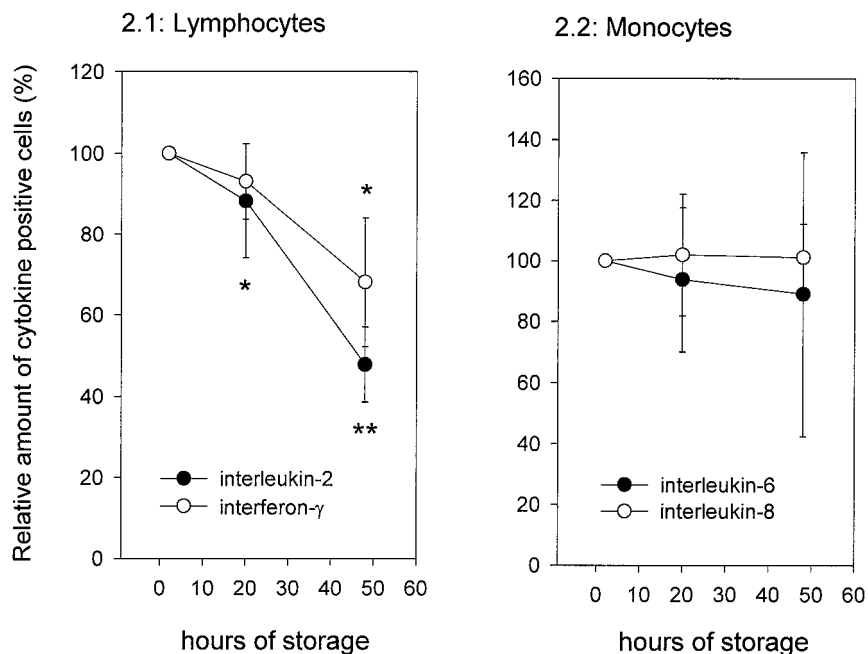 2.1: Lymphocytes
Relative amount of cytokine positive cells (%)
120
100
80
60
40
20
0
*
*
**
interleukin-2
interferon-γ
0 10 20 30 40 50 60
hours of storage
2.2: Monocytes
160
140
120
100
80
60
40
20
0
interleukin-6
interleukin-8
0 10 20 30 40 50 60
hours of storage